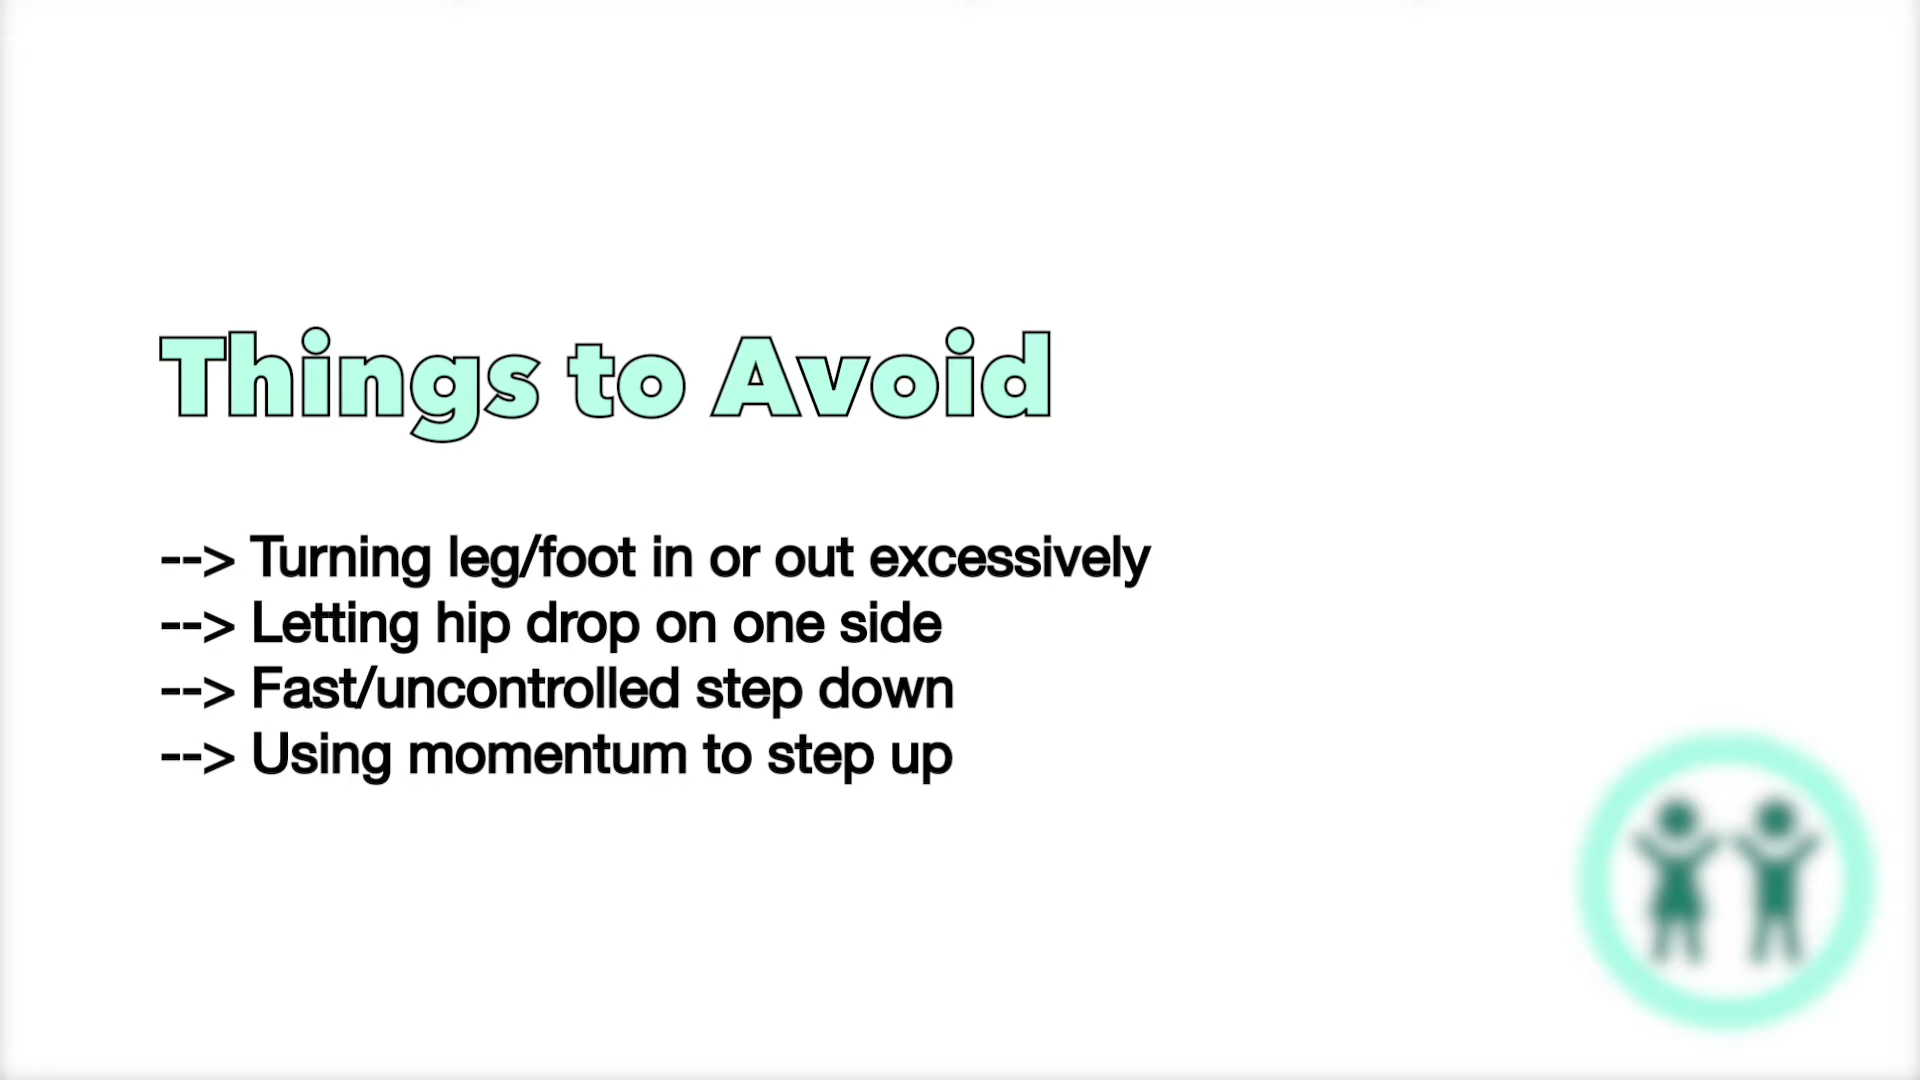 Things to Avoid
--> Turning leg/foot in or out excessively
--> Letting hip drop on one side
--> Fast/uncontrolled step down
--> Using momentum to step up